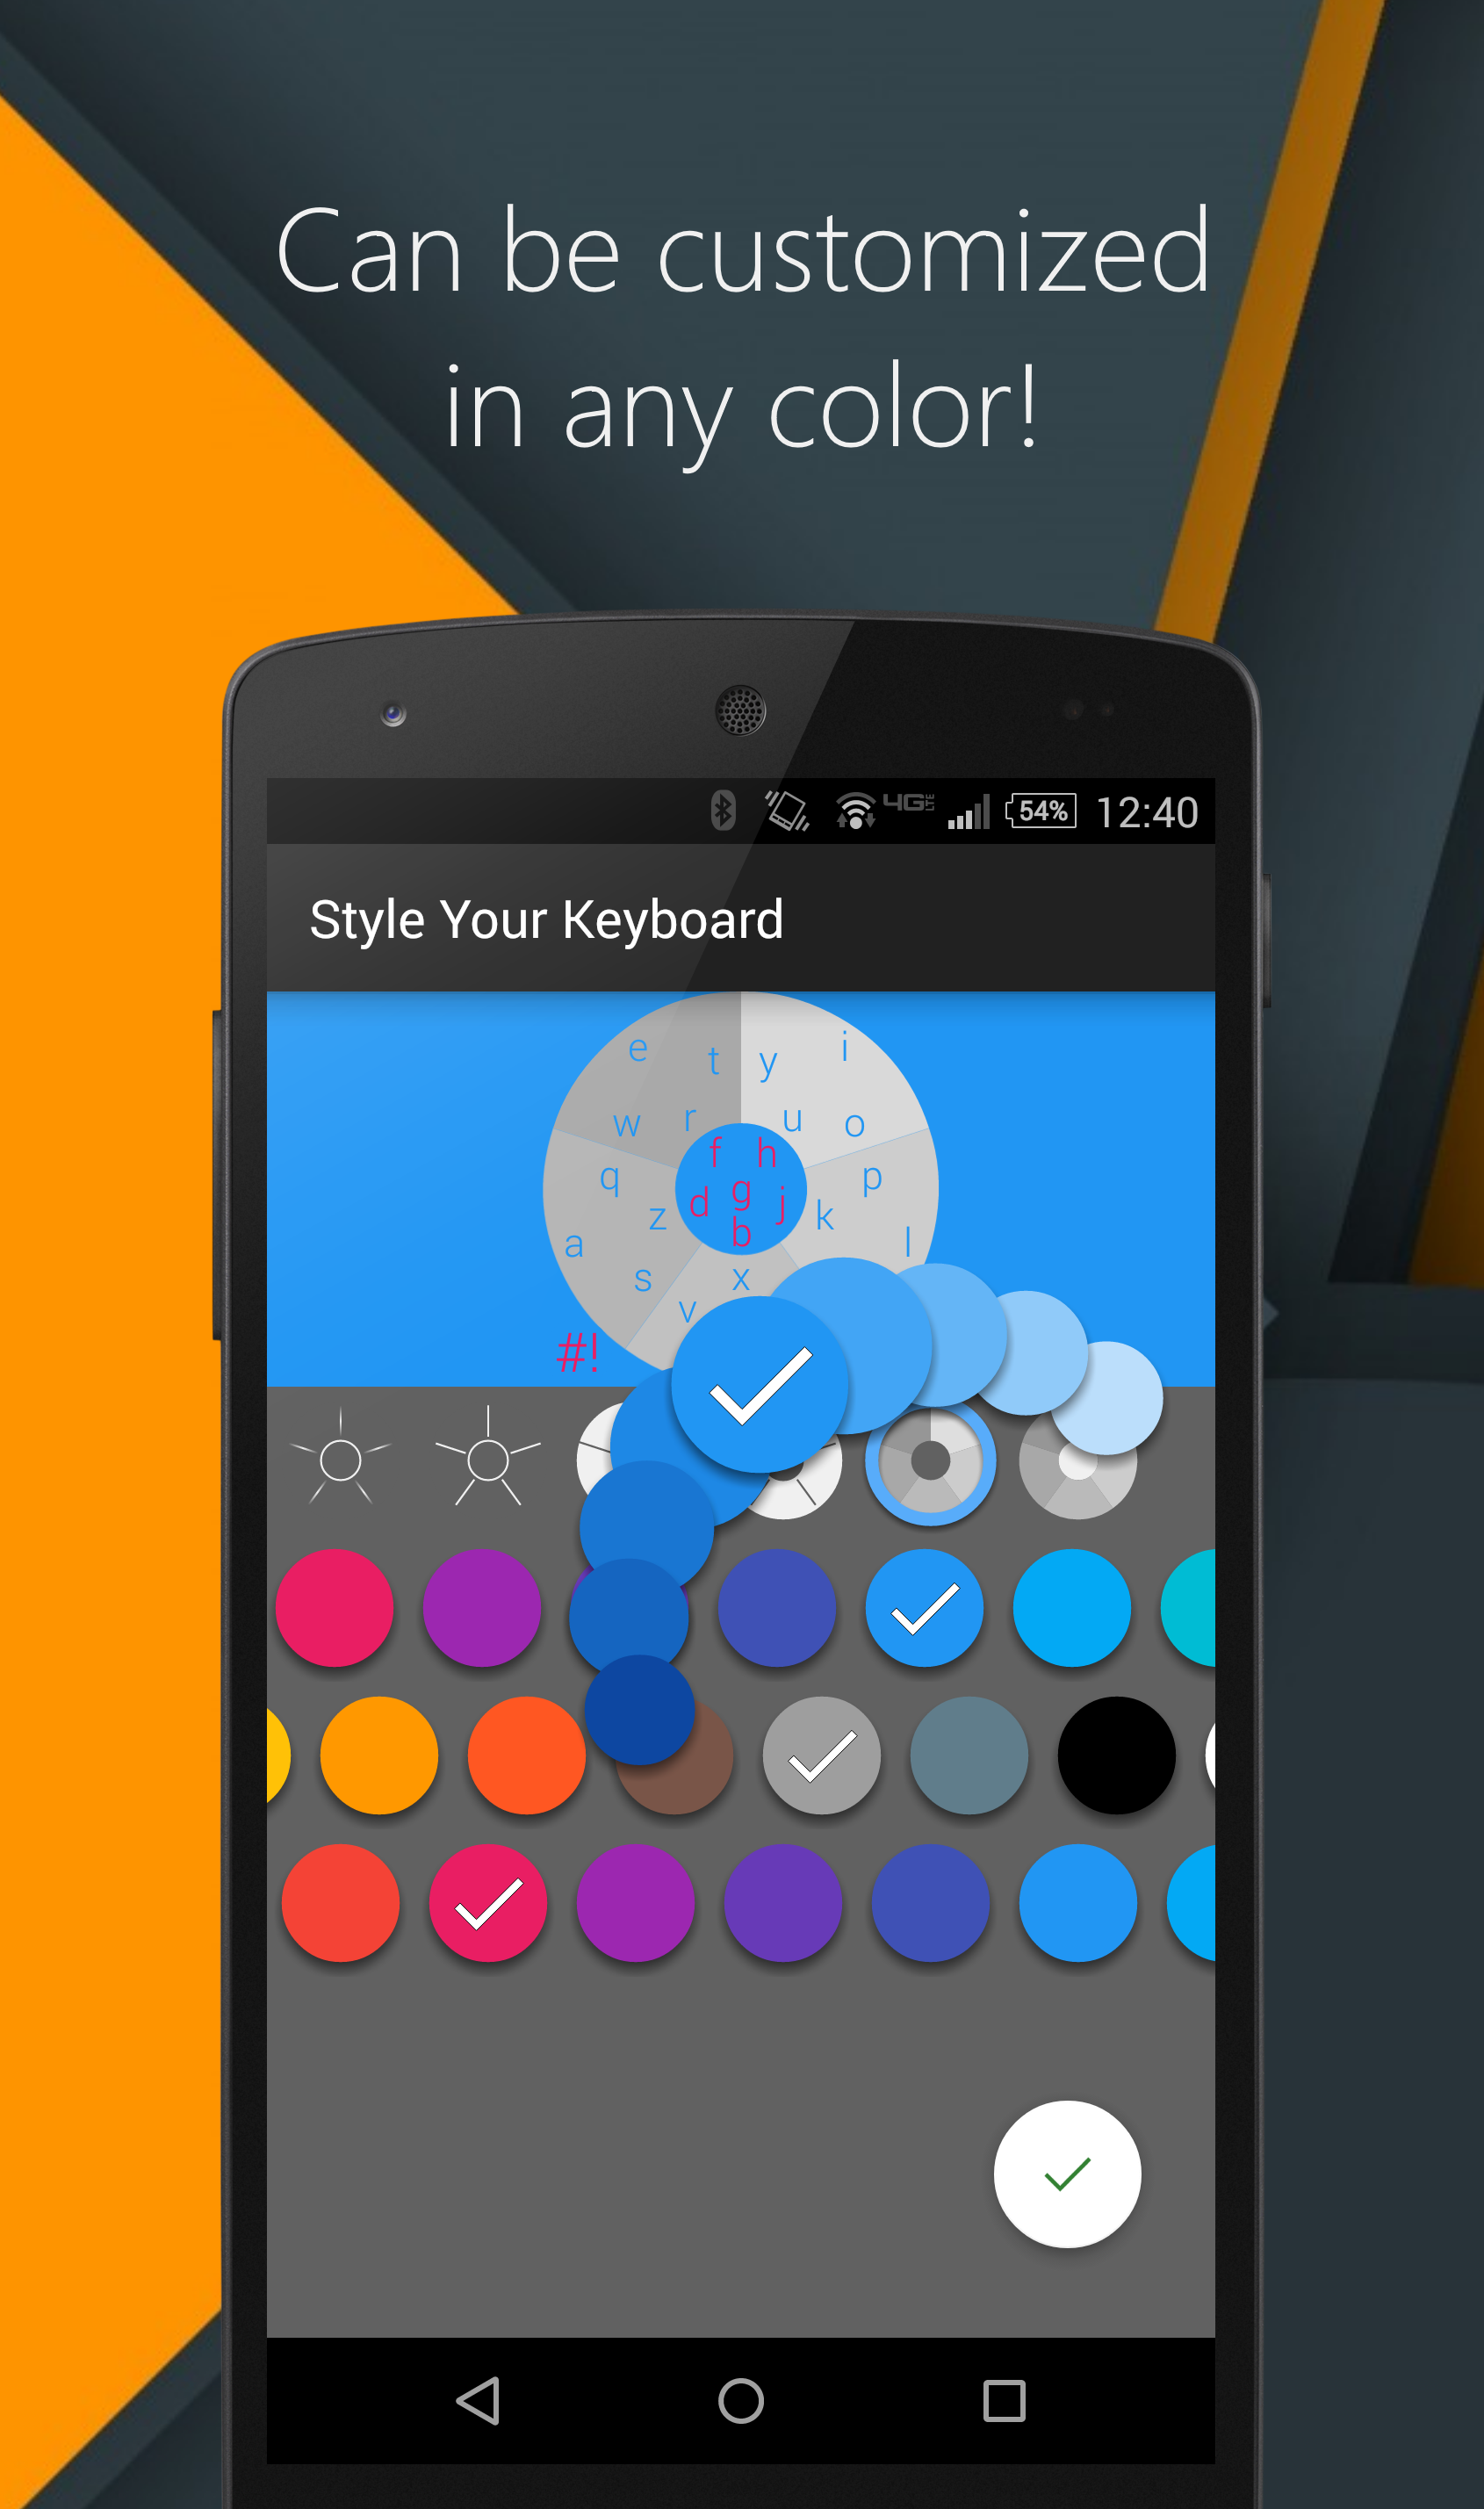 Can be customized
in any color!
4G LTE 54% 12:40
Style Your Keyboard
e t y i
w r u o
f h
q d g j p
z b k
a l
s v x
#!